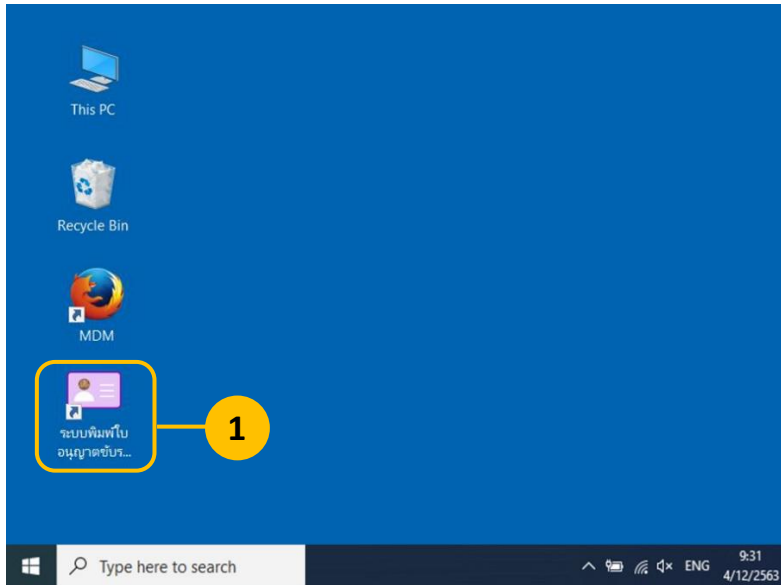 This PC
Recycle Bin
MDM
ระบบพิมพ์ใบ
อนุญาตขับร...
1
Type here to search
ENG
9:31
4/12/2563